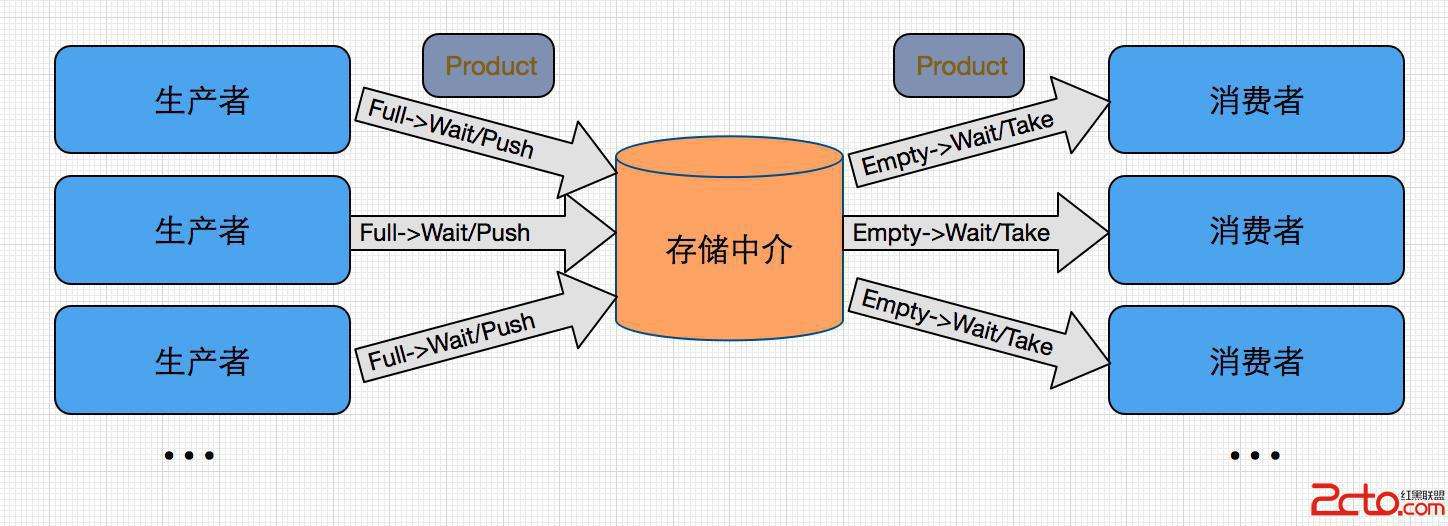 Product
Product
生产者
Full->Wait/Push
Empty->Wait/Take
消费者
生产者
Full->Wait/Push
存储中介
Empty->Wait/Take
消费者
生产者
Full->Wait/Push
Empty->Wait/Take
消费者
...
...
2cto.com
红黑联盟